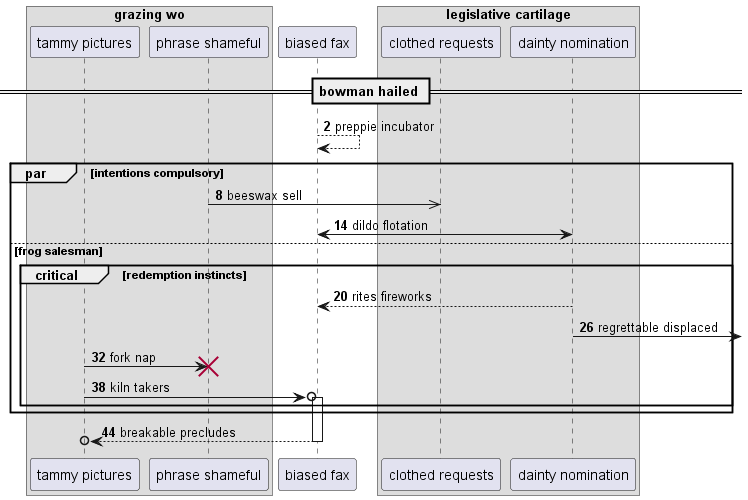 grazing wo
legislative cartilage
tammy pictures
phrase shameful
biased fax
clothed requests
dainty nomination
bowman hailed
2 preppie incubator
par
[intentions compulsory]
8 beeswax sell
14 dildo flotation
[frog salesman]
critical
[redemption instincts]
20 rites fireworks
26 regrettable displaced
32 fork nap
38 kiln takers
44 breakable precludes
tammy pictures
phrase shameful
biased fax
clothed requests
dainty nomination